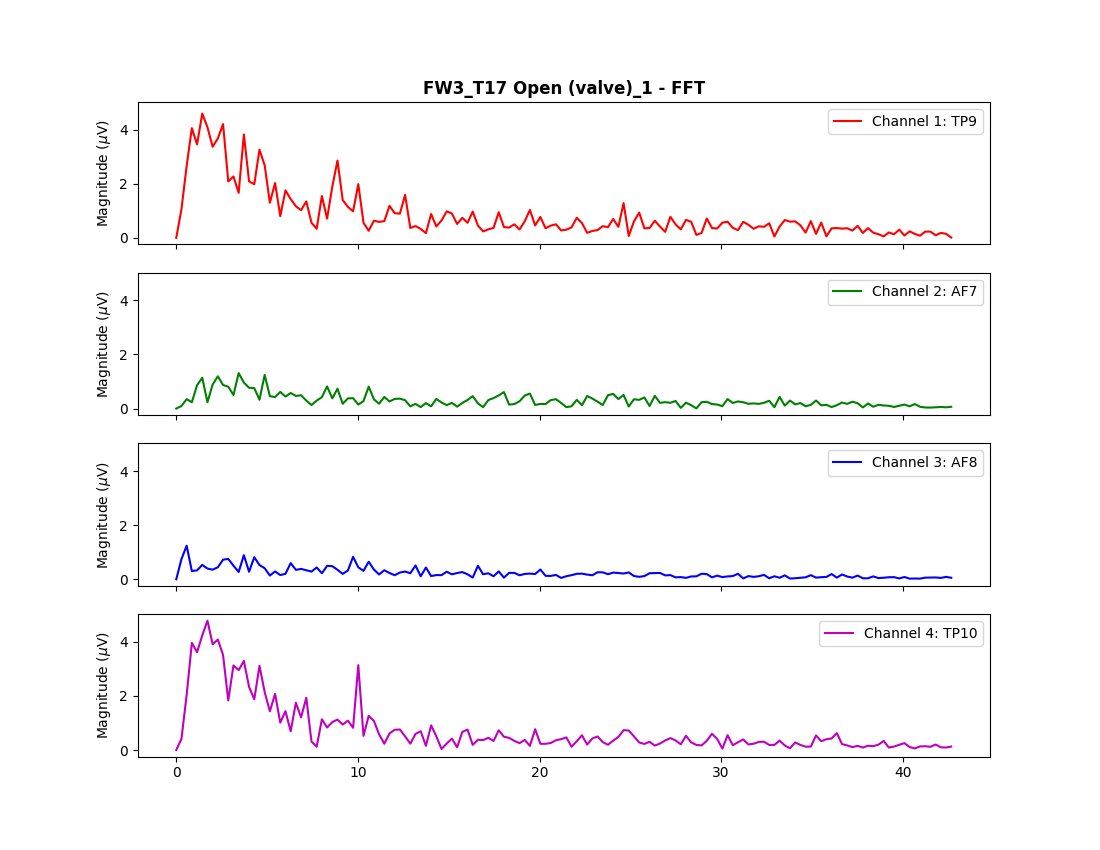 FW3_T17 Open (valve)_1 - FFT
Magnitude (μV)
4
2
0
Channel 1: TP9
Magnitude (μV)
4
2
0
Channel 2: AF7
Magnitude (μV)
4
2
0
Channel 3: AF8
Magnitude (μV)
4
2
0
Channel 4: TP10
0 10 20 30 40